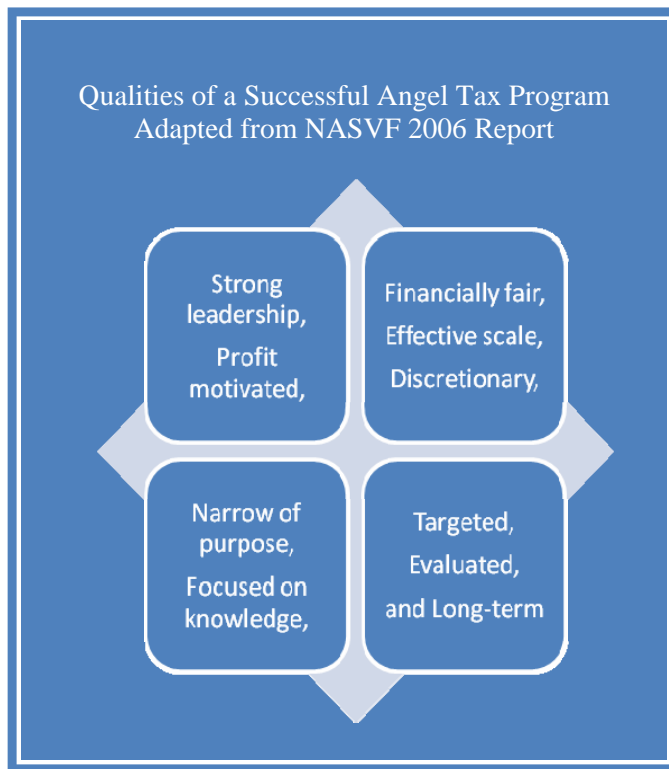 Qualities of a Successful Angel Tax Program
Adapted from NASVF 2006 Report
Strong
leadership,
Profit
motivated,
Financially fair,
Effective scale,
Discretionary,
Narrow of
purpose,
Focused on
knowledge,
Targeted,
Evaluated,
and Long-term